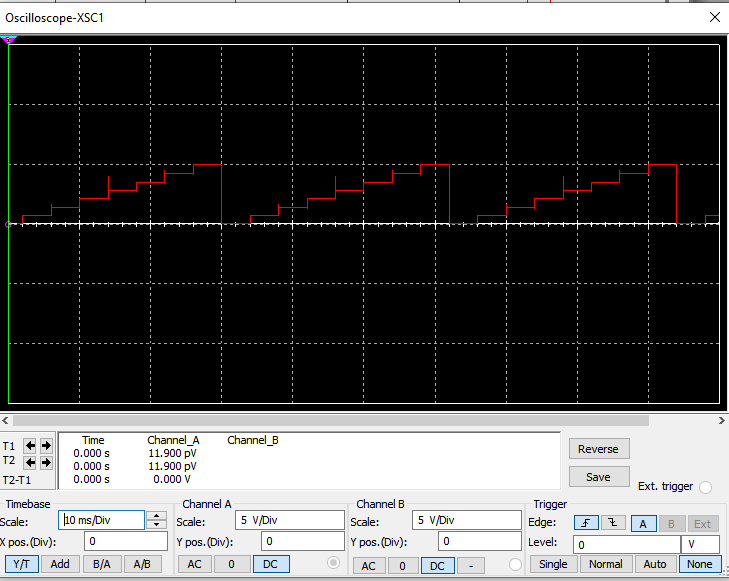 Oscilloscope-XSC1
Time Channel_A Channel_B
T1 0.000 s 11.900 pV
T2 0.000 s 11.900 pV
T2-T1 0.000 s 0.000 V
Reverse
Save
Ext. trigger
Timebase
Scale: 10 ms/Div
X pos.(Div): 0
Y/T Add B/A A/B
Channel A
Scale: 5 V/Div
Y pos.(Div): 0
AC 0 DC
Channel B
Scale: 5 V/Div
Y pos.(Div): 0
AC 0 DC -
Trigger
Edge: A B Ext
Level: 0 V
Single Normal Auto None